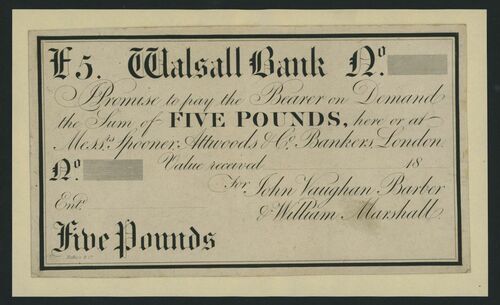 £5. Walsall Bank Nº.
I Promise to pay the Bearer on Demand
the Sum of FIVE POUNDS, here or at
Messrs. Spooner, Attwoods & Co. Bankers, London.
Nº. Value received 18
For John Vaughan Barber
Entd. & William Marshall.
Five Pounds